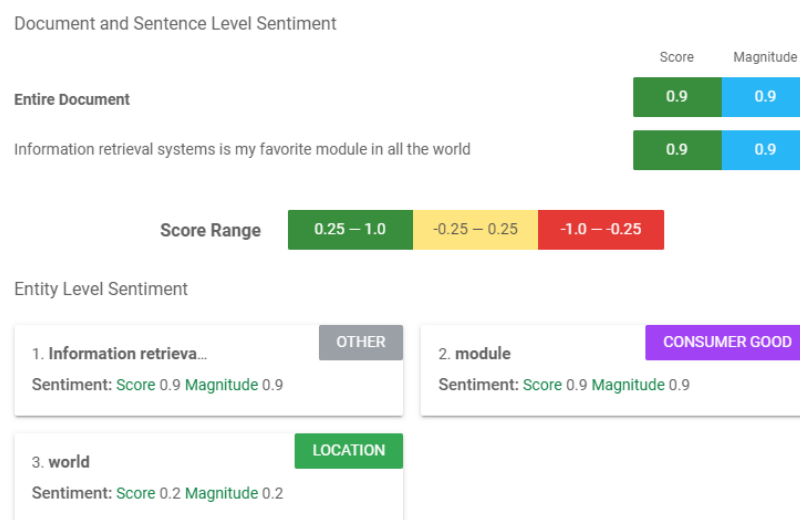 Document and Sentence Level Sentiment
Score Magnitude
Entire Document 0.9 0.9
Information retrieval systems is my favorite module in all the world 0.9 0.9
Score Range 0.25 — 1.0 -0.25 — 0.25 -1.0 — -0.25
Entity Level Sentiment
OTHER
1. Information retrieva...
Sentiment: Score 0.9 Magnitude 0.9
CONSUMER GOOD
2. module
Sentiment: Score 0.9 Magnitude 0.9
LOCATION
3. world
Sentiment: Score 0.2 Magnitude 0.2